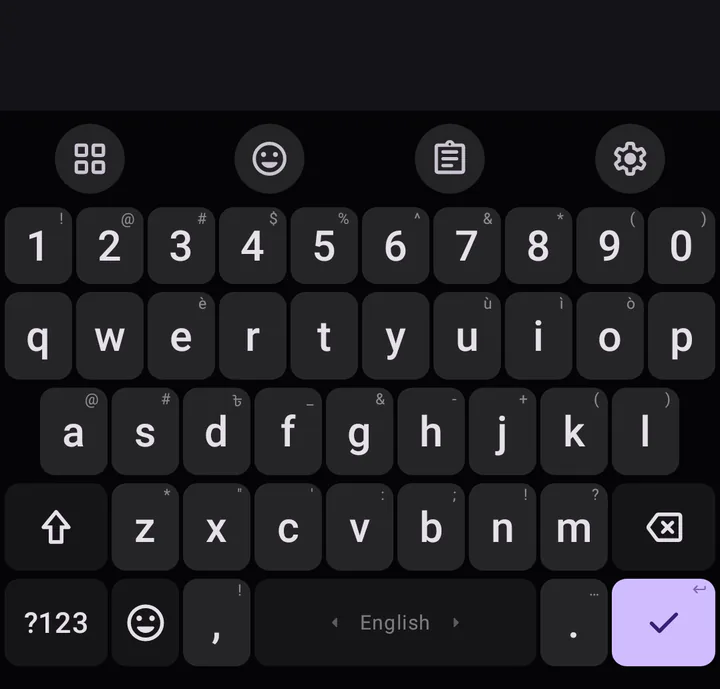 1 ! 2 @ 3 # 4 $ 5 % 6 ^ 7 & 8 * 9 ( 0 )
q w e è r t y u ù i ì o ò p
a @ s # d f _ g & h - j + k ( l )
z * x " c ' v : b ; n ! m ?
?123 , ! English . …